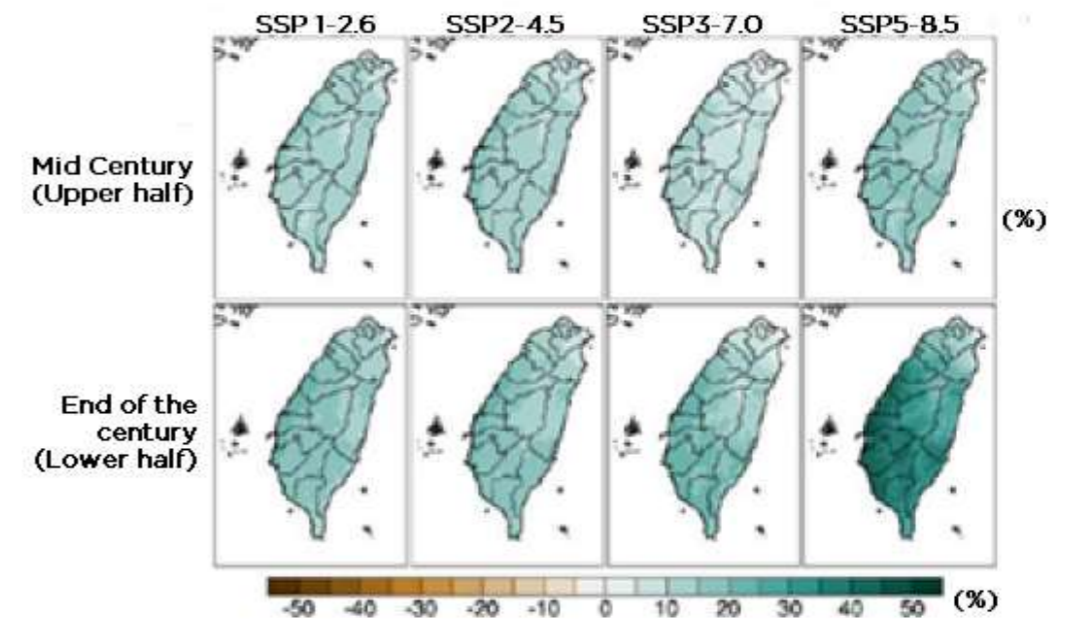 SSP 1-2.6 SSP2-4.5 SSP3-7.0 SSP5-8.5
Mid Century
(Upper half)
(%)
End of the
century
(Lower half)
-50 -40 -30 -20 -10 0 10 20 30 40 50 (%)